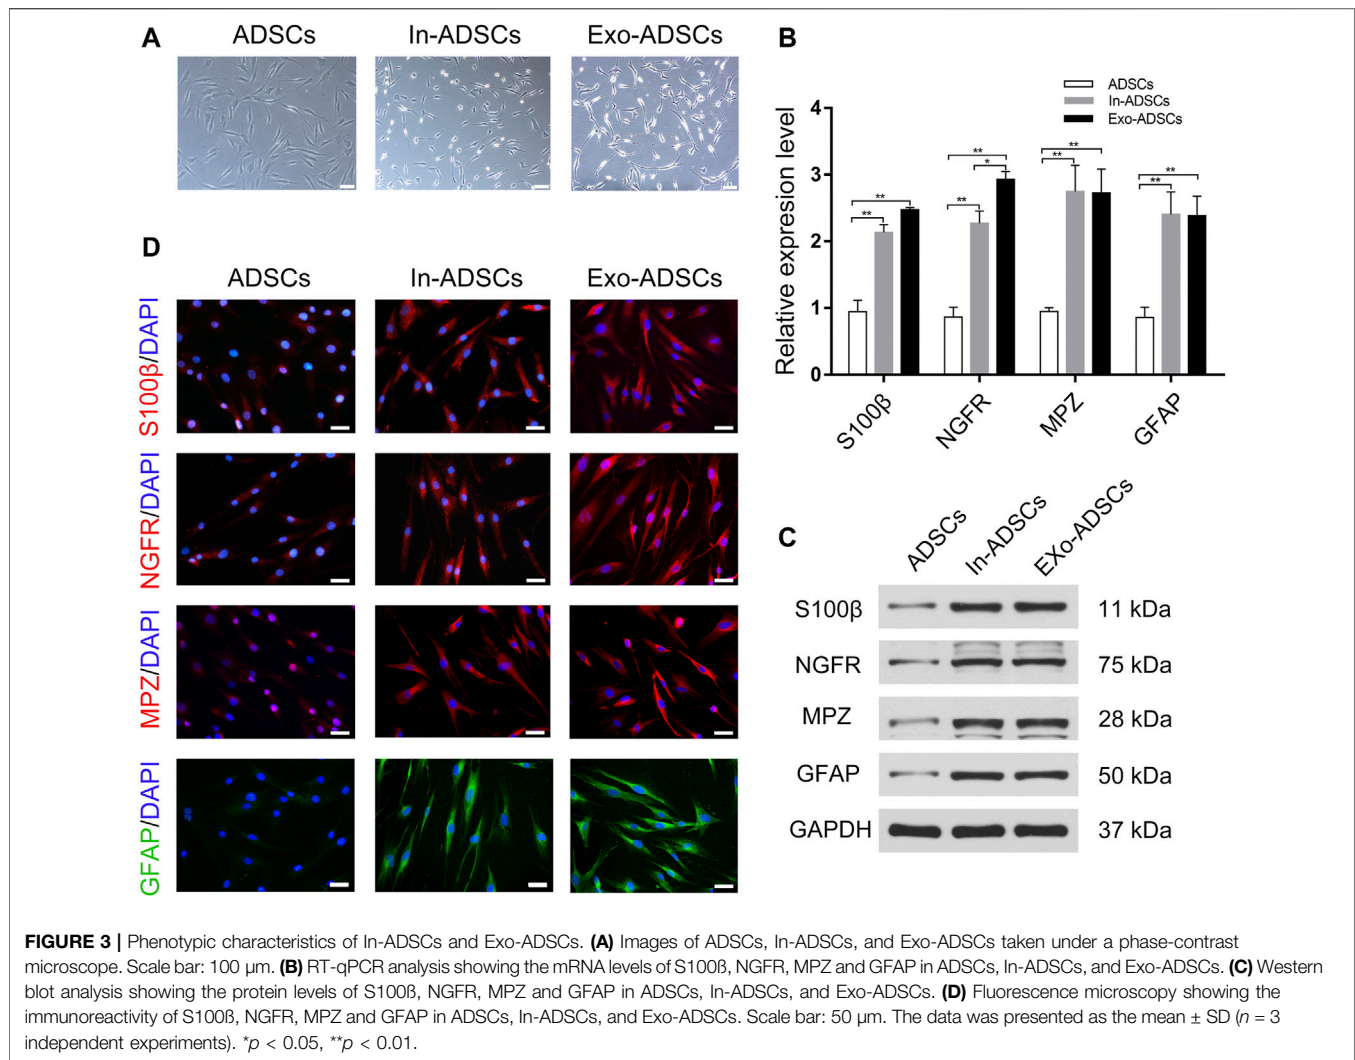 A
ADSCs
In-ADSCs
Exo-ADSCs
B
ADSCs
In-ADSCs
Exo-ADSCs
Relative expresion level
4
3
2
1
0
**
**
**
**
*
**
**
**
**
S100β
NGFR
MPZ
GFAP
C
ADSCs
In-ADSCs
EXo-ADSCs
S100β
11 kDa
NGFR
75 kDa
MPZ
28 kDa
GFAP
50 kDa
GAPDH
37 kDa
D
ADSCs
In-ADSCs
Exo-ADSCs
S100β/DAPI
NGFR/DAPI
MPZ/DAPI
GFAP/DAPI
FIGURE 3 | Phenotypic characteristics of In-ADSCs and Exo-ADSCs. (A) Images of ADSCs, In-ADSCs, and Exo-ADSCs taken under a phase-contrast
microscope. Scale bar: 100 µm. (B) RT-qPCR analysis showing the mRNA levels of S100ß, NGFR, MPZ and GFAP in ADSCs, In-ADSCs, and Exo-ADSCs. (C) Western
blot analysis showing the protein levels of S100ß, NGFR, MPZ and GFAP in ADSCs, In-ADSCs, and Exo-ADSCs. (D) Fluorescence microscopy showing the
immunoreactivity of S100ß, NGFR, MPZ and GFAP in ADSCs, In-ADSCs, and Exo-ADSCs. Scale bar: 50 µm. The data was presented as the mean ± SD (n = 3
independent experiments). *p < 0.05, **p < 0.01.